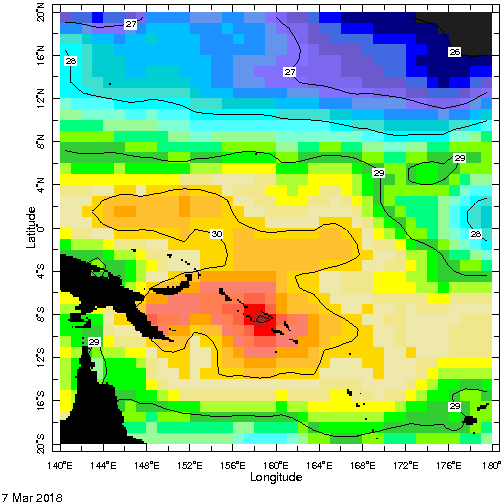 20°N
16°N
12°N
8°N
4°N
0°
4°S
8°S
12°S
16°S
20°S
Latitude
27
26
28
27
29
29
28
30
29
29
140°E
144°E
148°E
152°E
156°E
160°E
164°E
168°E
172°E
176°E
180°
Longitude
7 Mar 2018